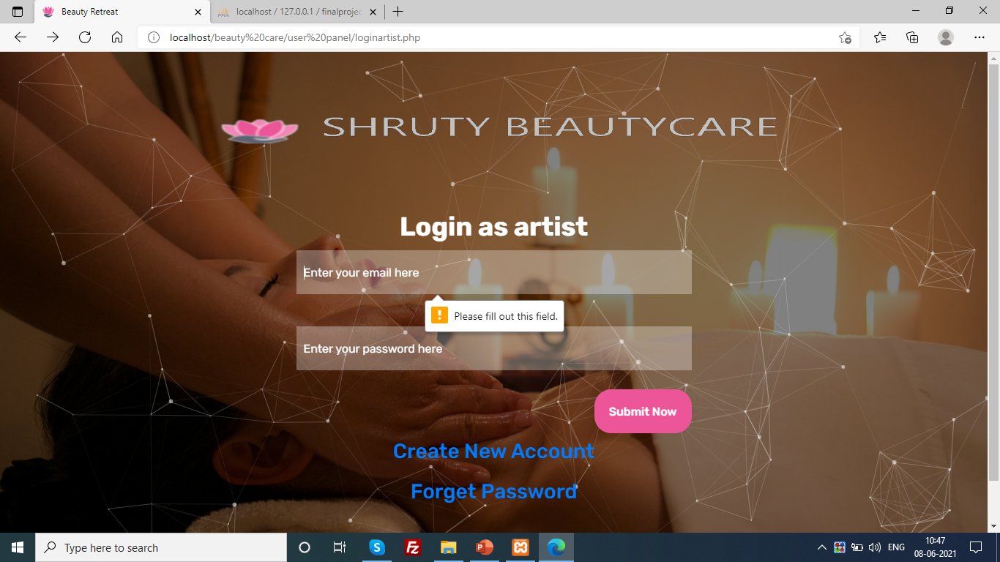 Beauty Retreat
localhost / 127.0.0.1 / finalprojec
localhost/beauty%20care/user%20panel/loginartist.php
SHRUTY BEAUTYCARE
Login as artist
Enter your email here
Please fill out this field.
Enter your password here
Submit Now
Create New Account
Forget Password
Type here to search
ENG
10:47
08-06-2021